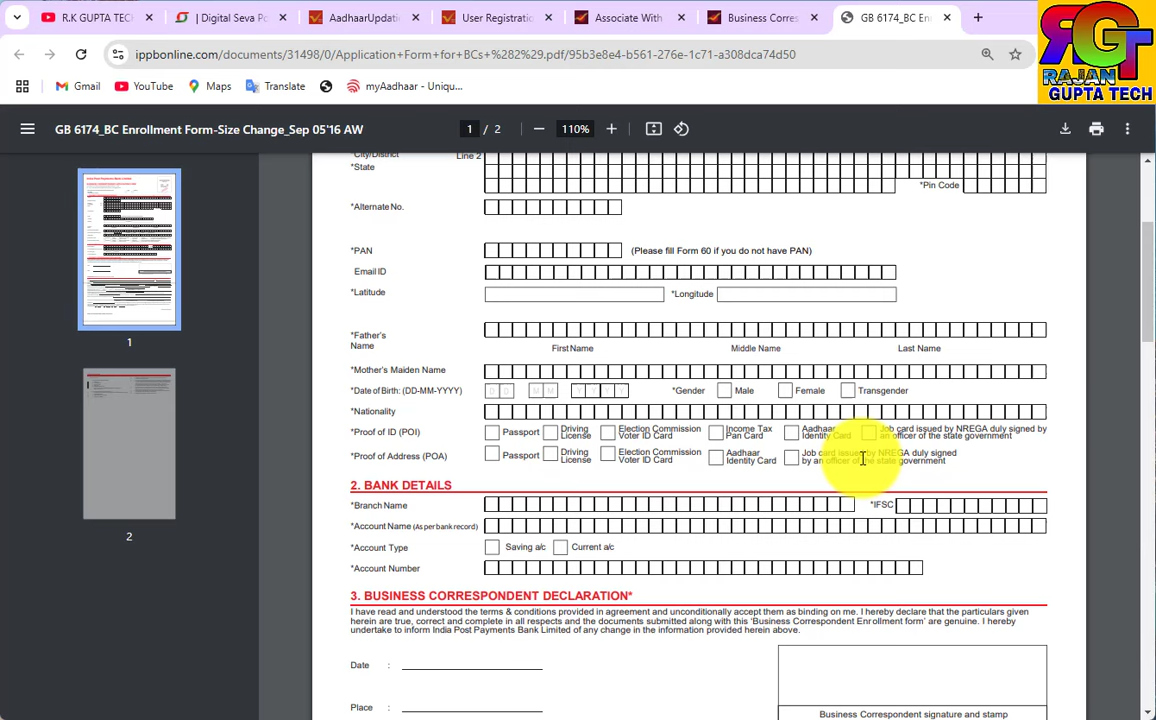 R.K GUPTA TECH
| Digital Seva Po
AadhaarUpdati
User Registratio
Associate With
Business Corres
GB 6174_BC En
RGT
RAJAN
GUPTA TECH
ippbonline.com/documents/31498/0/Application+Form+for+BCs+%282%29.pdf/95b3e8e4-b561-276e-1c71-a308dca74d50
Gmail
YouTube
Maps
Translate
myAadhaar - Uniqu...
GB 6174_BC Enrollment Form-Size Change_Sep 05'16 AW
1 / 2
110%
City/District
Line 2
*State
*Pin Code
*Alternate No.
*PAN
(Please fill Form 60 if you do not have PAN)
Email ID
*Latitude
*Longitude
*Father's
Name
First Name
Middle Name
Last Name
*Mother's Maiden Name
*Date of Birth: (DD-MM-YYYY)
D D
M M
Y Y Y Y
*Gender
Male
Female
Transgender
*Nationality
*Proof of ID (POI)
Passport
Driving
License
Election Commission
Voter ID Card
Income Tax
Pan Card
Aadhaar
Identity Card
Job card issued by NREGA duly signed by
an officer of the state government
*Proof of Address (POA)
Passport
Driving
License
Election Commission
Voter ID Card
Aadhaar
Identity Card
Job card issued by NREGA duly signed
by an officer of the state government
2. BANK DETAILS
*Branch Name
*IFSC
*Account Name (As per bank record)
*Account Type
Saving a/c
Current a/c
*Account Number
3. BUSINESS CORRESPONDENT DECLARATION*
I have read and understood the terms & conditions provided in agreement and unconditionally accept them as binding on me. I hereby declare that the particulars given
herein are true, correct and complete in all respects and the documents submitted along with this 'Business Correspondent Enrollment form' are genuine. I hereby
undertake to inform India Post Payments Bank Limited of any change in the information provided herein above.
Date :
Place :
Business Correspondent signature and stamp
1
2